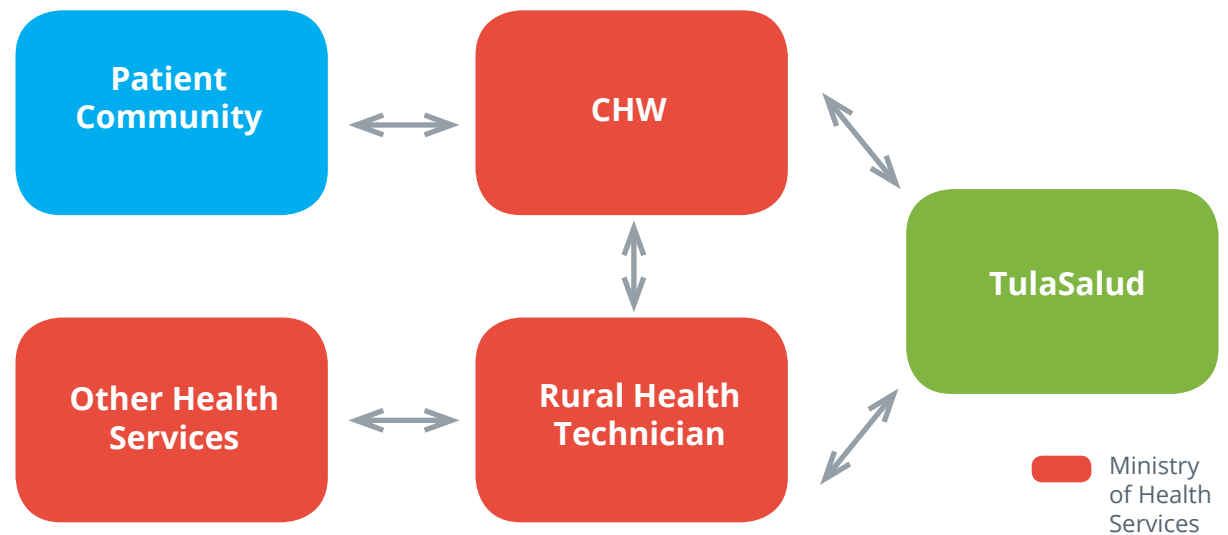 Patient
Community
CHW
TulaSalud
Other Health
Services
Rural Health
Technician
Ministry
of Health
Services